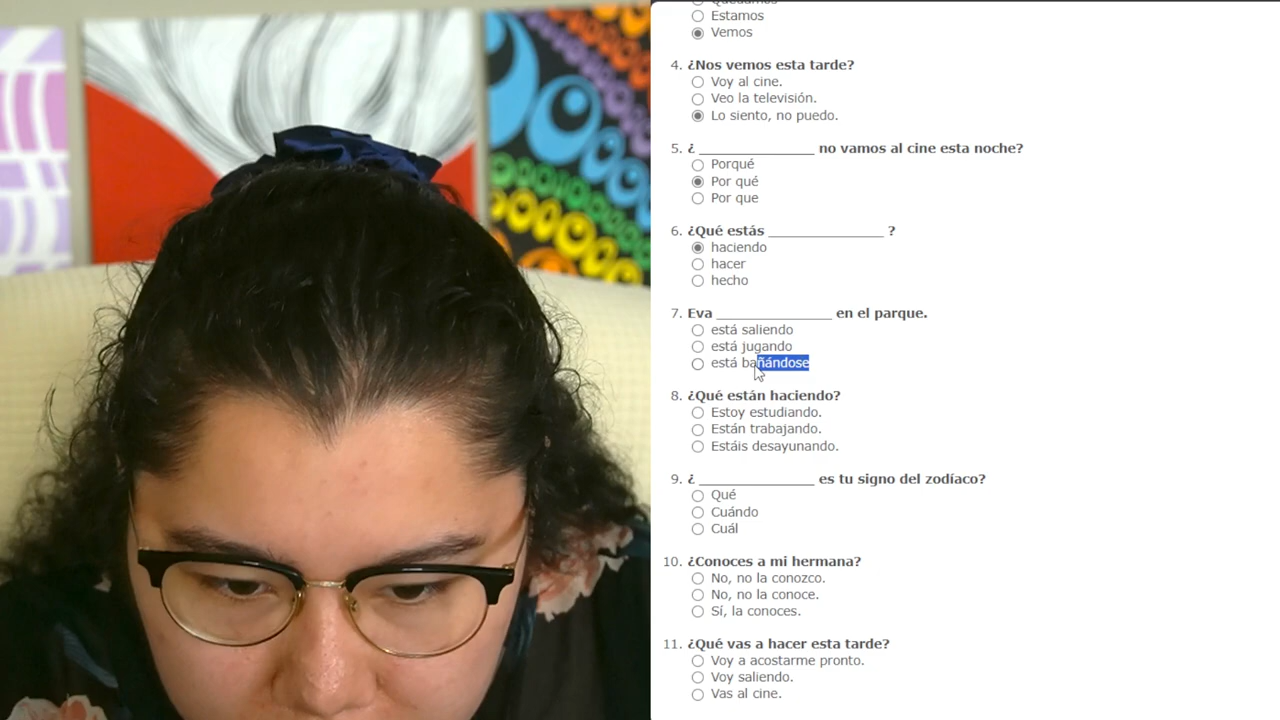 Estamos
Vemos
4. ¿Nos vemos esta tarde?
Voy al cine.
Veo la televisión.
Lo siento, no puedo.
5. ¿ ______________ no vamos al cine esta noche?
Porqué
Por qué
Por que
6. ¿Qué estás ______________ ?
haciendo
hacer
hecho
7. Eva ______________ en el parque.
está saliendo
está jugando
está bañándose
8. ¿Qué están haciendo?
Estoy estudiando.
Están trabajando.
Estáis desayunando.
9. ¿ ______________ es tu signo del zodíaco?
Qué
Cuándo
Cuál
10. ¿Conoces a mi hermana?
No, no la conozco.
No, no la conoce.
Sí, la conoces.
11. ¿Qué vas a hacer esta tarde?
Voy a acostarme pronto.
Voy saliendo.
Vas al cine.